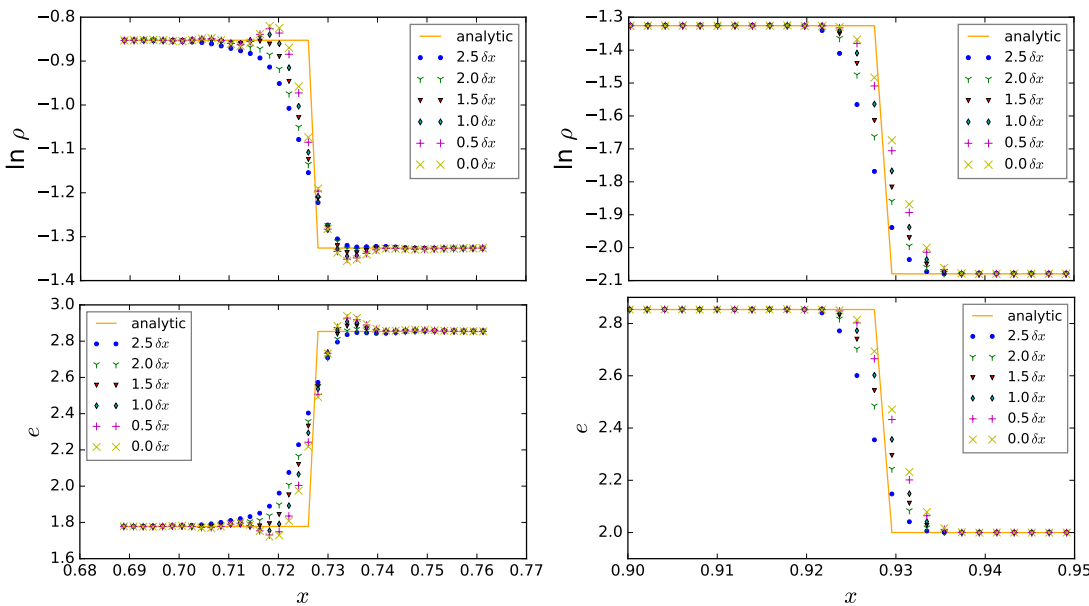 −0.8
−0.9
−1.0
−1.1
−1.2
−1.3
−1.4
ln ρ
analytic
2.5 δx
2.0 δx
1.5 δx
1.0 δx
0.5 δx
0.0 δx
−1.3
−1.4
−1.5
−1.6
−1.7
−1.8
−1.9
−2.0
−2.1
ln ρ
analytic
2.5 δx
2.0 δx
1.5 δx
1.0 δx
0.5 δx
0.0 δx
3.0
2.8
2.6
2.4
2.2
2.0
1.8
1.6
e
analytic
2.5 δx
2.0 δx
1.5 δx
1.0 δx
0.5 δx
0.0 δx
0.68 0.69 0.70 0.71 0.72 0.73 0.74 0.75 0.76 0.77
x
2.8
2.6
2.4
2.2
2.0
e
analytic
2.5 δx
2.0 δx
1.5 δx
1.0 δx
0.5 δx
0.0 δx
0.90 0.91 0.92 0.93 0.94 0.95
x